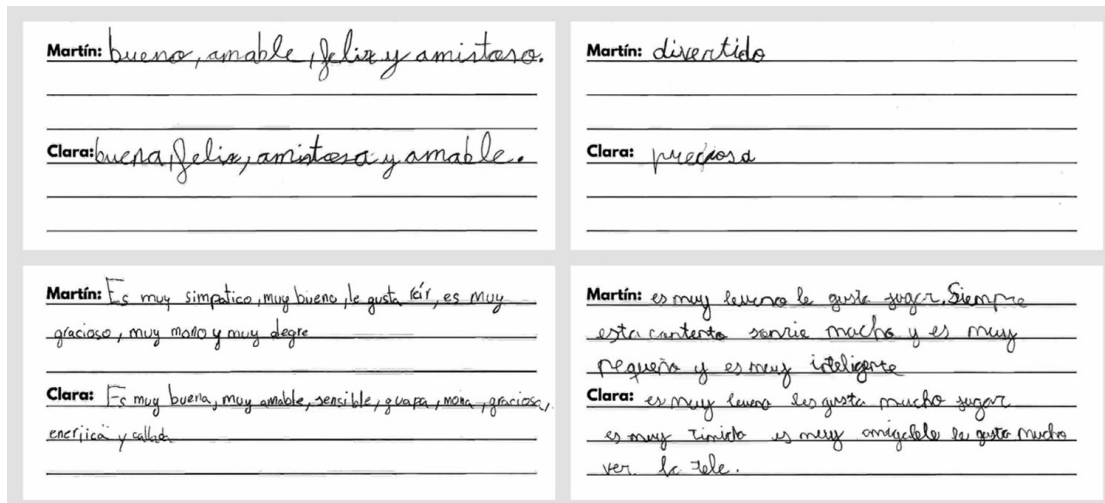 Martín: bueno, amable, feliz y amistoso.
Clara: buena, feliz, amistosa y amable.
Martín: divertido
Clara: preciosa
Martín: Es muy simpatico, muy bueno, le gusta reír, es muy
gracioso, muy mono y muy alegre
Clara: Es muy buena, muy amable, sensible, guapa, mona, graciosa,
enerjica y callada
Martín: es muy bueno le gusta jugar. Siempre
esta contento sonrie mucho y es muy
pequeño y es muy inteligente
Clara: es muy les gusta mucho jugar
es muy es muy le gusta mucho
ver la tele.